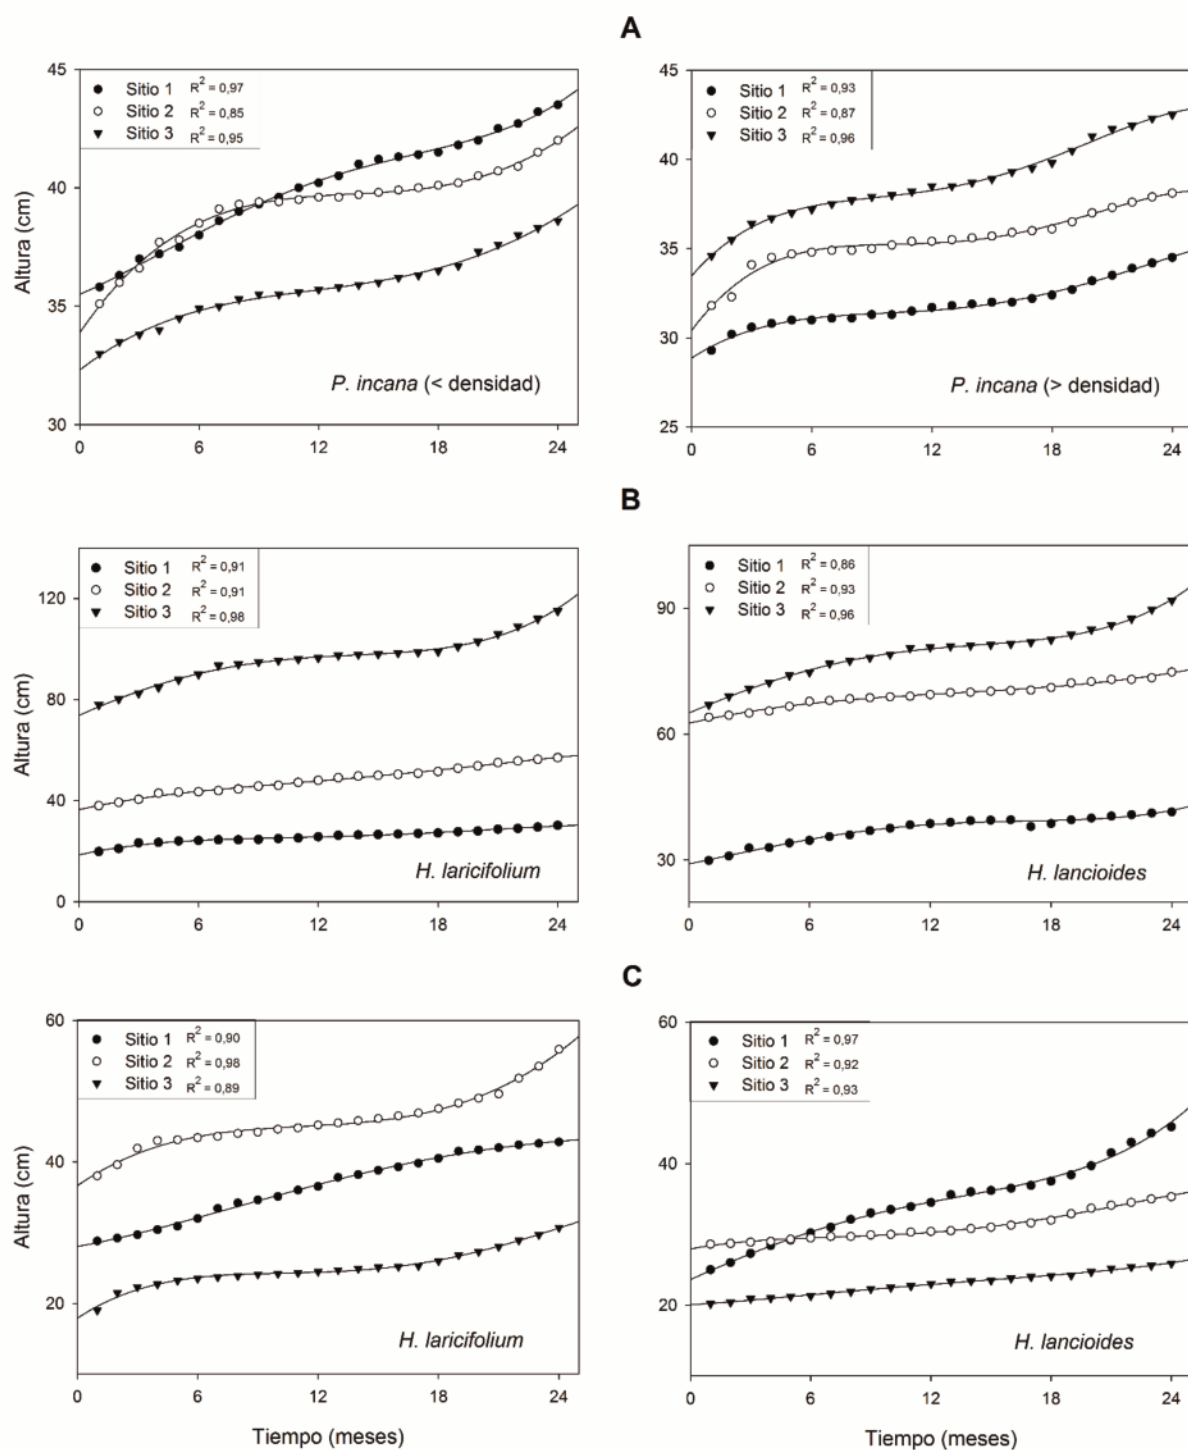 A
45
40
35
30
Altura (cm)
Sitio 1 R² = 0,97
Sitio 2 R² = 0,85
Sitio 3 R² = 0,95
P. incana (< densidad)
0 6 12 18 24
45
40
35
30
25
Sitio 1 R² = 0,93
Sitio 2 R² = 0,87
Sitio 3 R² = 0,96
P. incana (> densidad)
0 6 12 18 24
B
120
80
40
0
Altura (cm)
Sitio 1 R² = 0,91
Sitio 2 R² = 0,91
Sitio 3 R² = 0,98
H. laricifolium
0 6 12 18 24
90
60
30
Sitio 1 R² = 0,86
Sitio 2 R² = 0,93
Sitio 3 R² = 0,96
H. lancioides
0 6 12 18 24
C
60
40
20
Altura (cm)
Sitio 1 R² = 0,90
Sitio 2 R² = 0,98
Sitio 3 R² = 0,89
H. laricifolium
0 6 12 18 24
Tiempo (meses)
60
40
20
Sitio 1 R² = 0,97
Sitio 2 R² = 0,92
Sitio 3 R² = 0,93
H. lancioides
0 6 12 18 24
Tiempo (meses)